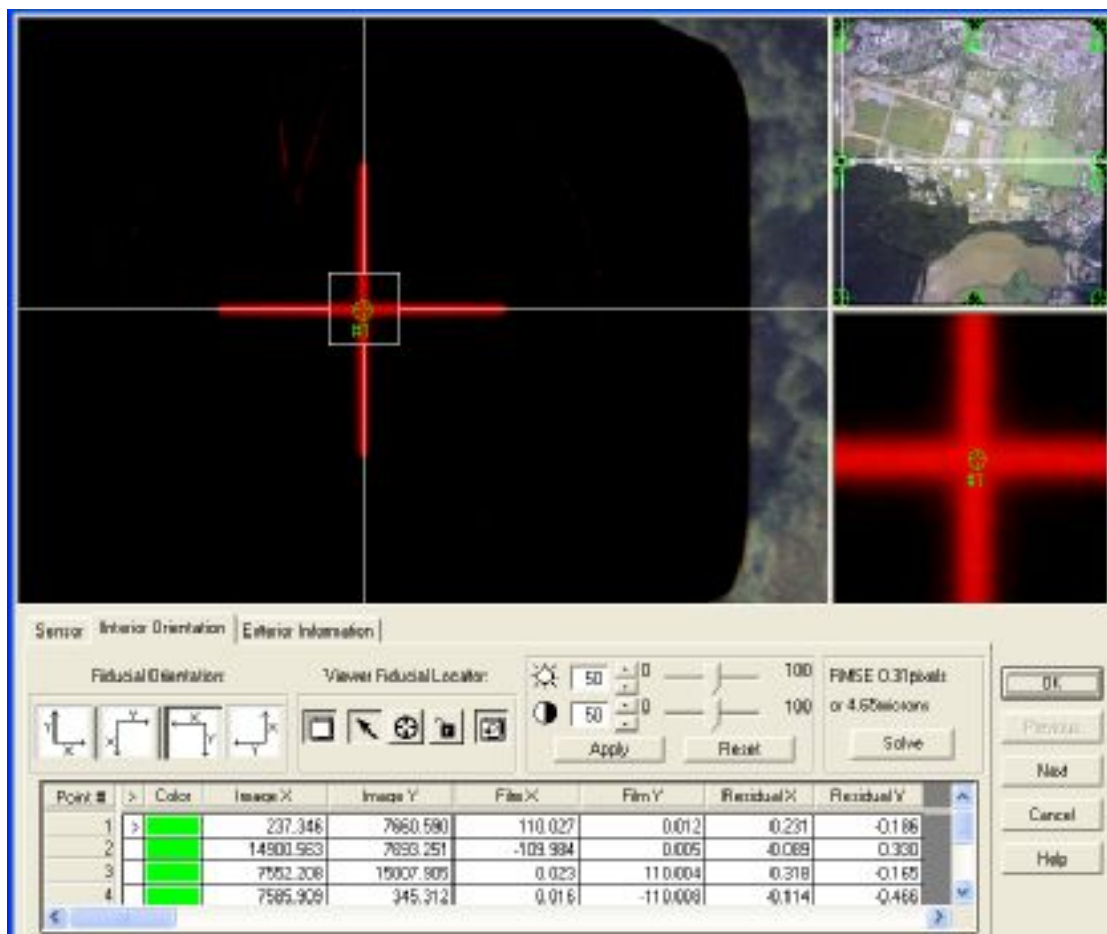 #1
#1
Sensor Interior Orientation Exterior Information
Fiducial Orientation:
Viewer Fiducial Locator:
50 0 100
50 0 100
Apply Reset
RMSE 0.31 pixels
or 4.65 microns
Solve
OK
Previous
Next
Cancel
Help
Point # > Color Image X Image Y Film X Film Y Residual X Residual Y
1 > 237.346 7660.590 110.027 0.012 0.231 -0.186
2 14900.563 7693.251 -109.984 0.005 -0.089 0.330
3 7552.208 15007.905 0.023 110.004 0.318 -0.165
4 7585.909 345.312 0.016 -110.008 -0.114 -0.466